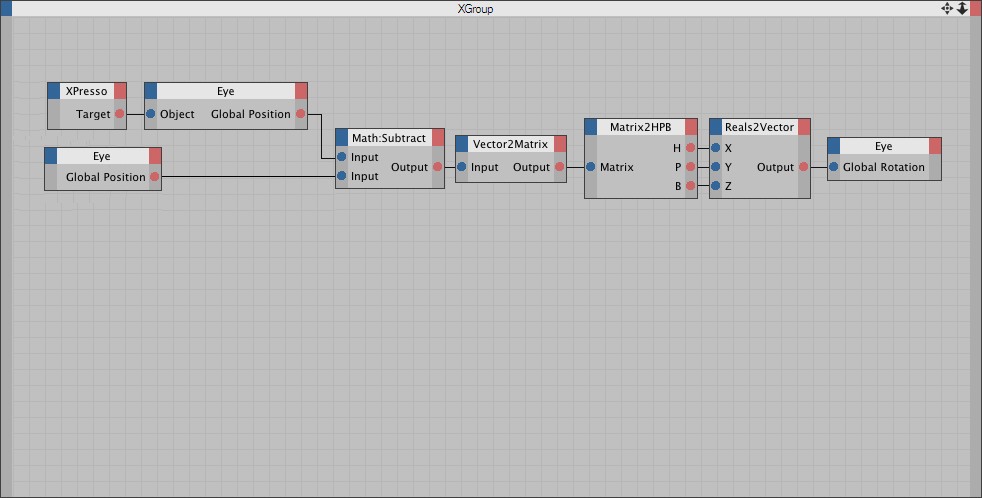 XGroup
XPresso
Target
Eye
Object Global Position
Eye
Global Position
Math:Subtract
Input
Output
Input
Vector2Matrix
Input Output
Matrix2HPB
H
Matrix P
B
Reals2Vector
X
Y Output
Z
Eye
Global Rotation